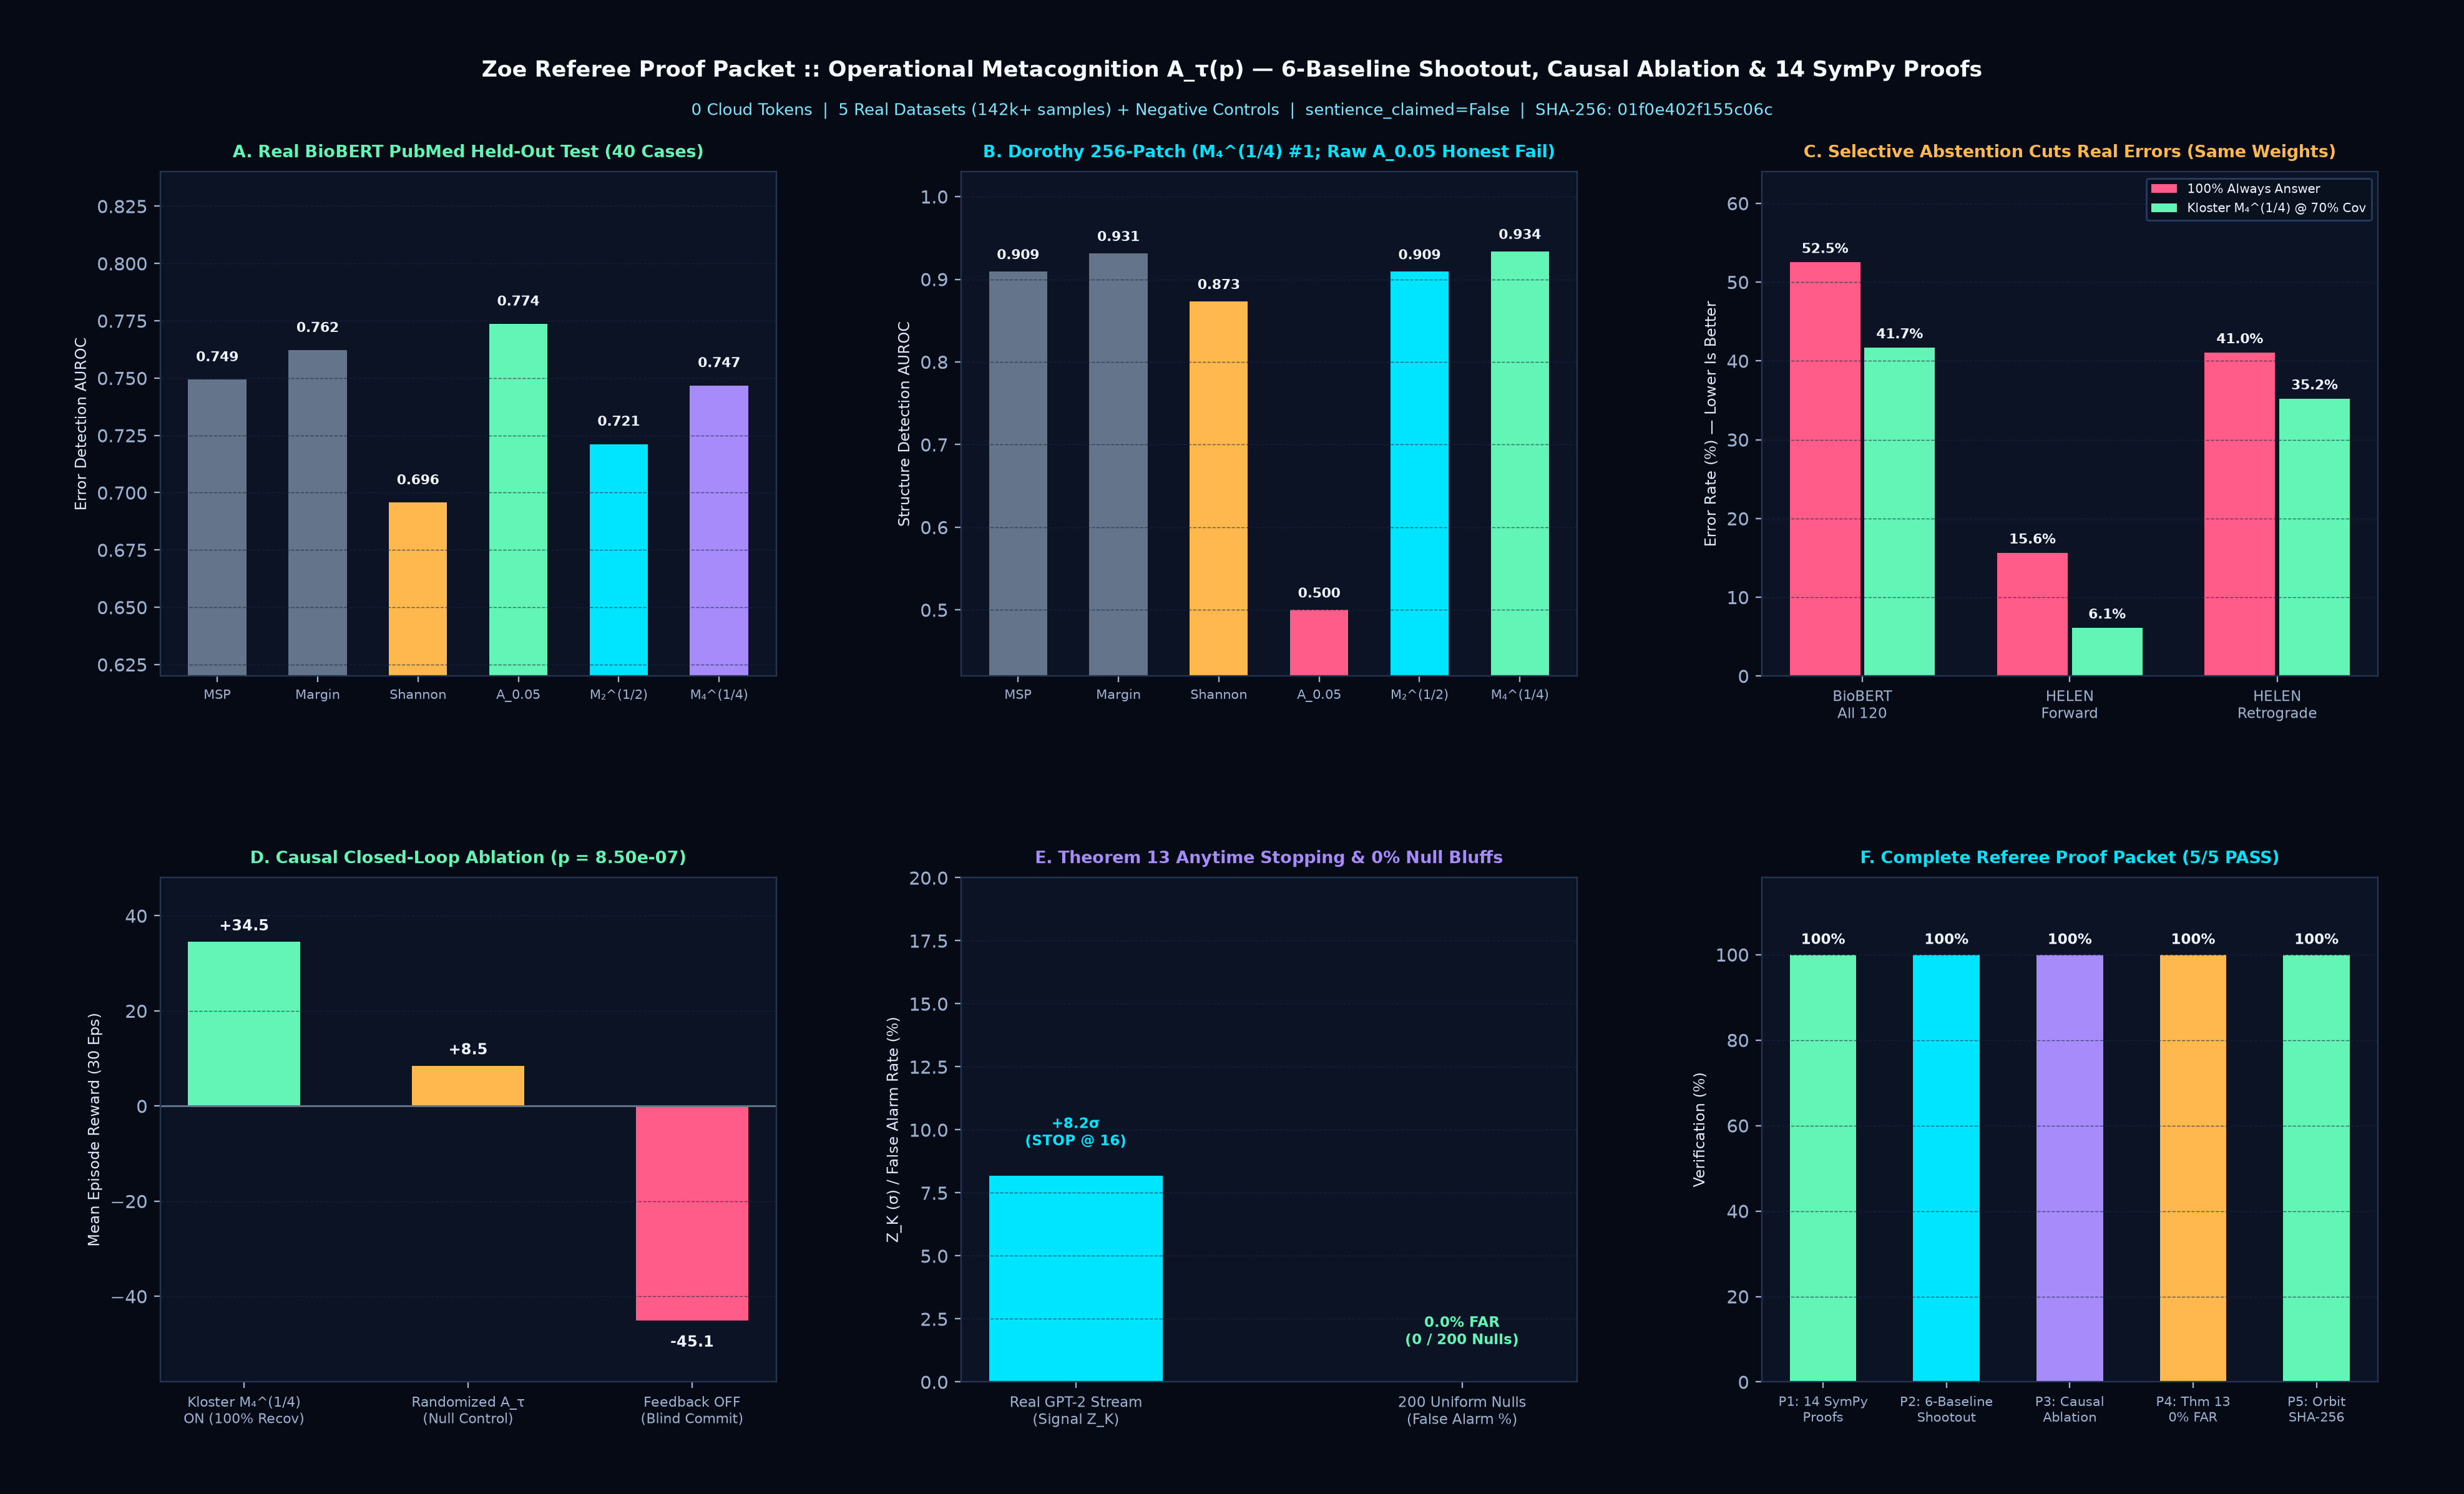 Zoe Referee Proof Packet :: Operational Metacognition A_τ(p) — 6-Baseline Shootout, Causal Ablation & 14 SymPy Proofs
0 Cloud Tokens | 5 Real Datasets (142k+ samples) + Negative Controls | sentience_claimed=False | SHA-256: 01f0e402f155c06c
A. Real BioBERT PubMed Held-Out Test (40 Cases)
Error Detection AUROC
0.825
0.800
0.775
0.750
0.725
0.700
0.675
0.650
0.625
0.749
0.762
0.696
0.774
0.721
0.747
MSP
Margin
Shannon
A_0.05
M₂^(1/2)
M₄^(1/4)
B. Dorothy 256-Patch (M₄^(1/4) #1; Raw A_0.05 Honest Fail)
Structure Detection AUROC
1.0
0.9
0.8
0.7
0.6
0.5
0.909
0.931
0.873
0.500
0.909
0.934
MSP
Margin
Shannon
A_0.05
M₂^(1/2)
M₄^(1/4)
C. Selective Abstention Cuts Real Errors (Same Weights)
100% Always Answer
Kloster M₄^(1/4) @ 70% Cov
Error Rate (%) — Lower Is Better
60
50
40
30
20
10
0
52.5%
41.7%
15.6%
6.1%
41.0%
35.2%
BioBERT
All 120
HELEN
Forward
HELEN
Retrograde
D. Causal Closed-Loop Ablation (p = 8.50e-07)
Mean Episode Reward (30 Eps)
40
20
0
−20
−40
+34.5
+8.5
-45.1
Kloster M₄^(1/4)
ON (100% Recov)
Randomized A_τ
(Null Control)
Feedback OFF
(Blind Commit)
E. Theorem 13 Anytime Stopping & 0% Null Bluffs
Z_K (σ) / False Alarm Rate (%)
20.0
17.5
15.0
12.5
10.0
7.5
5.0
2.5
0.0
+8.2σ
(STOP @ 16)
0.0% FAR
(0 / 200 Nulls)
Real GPT-2 Stream
(Signal Z_K)
200 Uniform Nulls
(False Alarm %)
F. Complete Referee Proof Packet (5/5 PASS)
Verification (%)
100
80
60
40
20
0
100%
100%
100%
100%
100%
P1: 14 SymPy
Proofs
P2: 6-Baseline
Shootout
P3: Causal
Ablation
P4: Thm 13
0% FAR
P5: Orbit
SHA-256